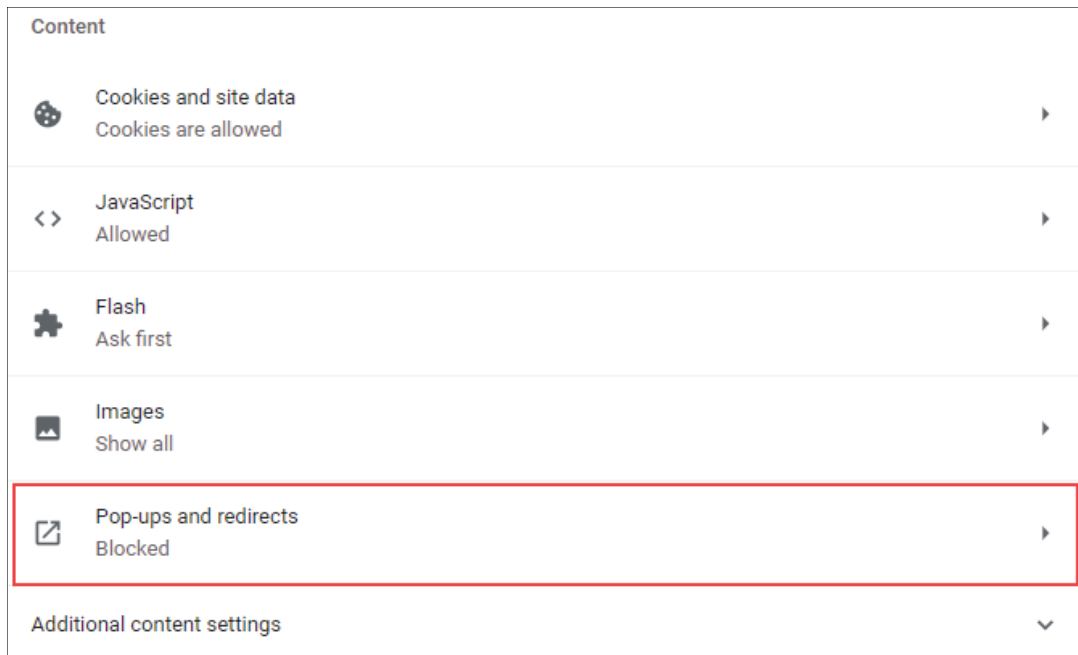 Content
Cookies and site data
Cookies are allowed
JavaScript
Allowed
Flash
Ask first
Images
Show all
Pop-ups and redirects
Blocked
Additional content settings